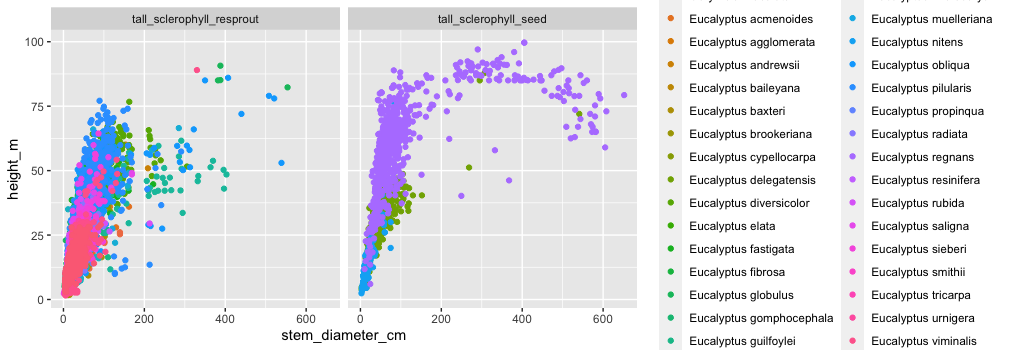 tall_sclerophyll_resprout
tall_sclerophyll_seed
height_m
100
75
50
25
0
0
200
400
600
0
200
400
600
stem_diameter_cm
Eucalyptus acmenoides
Eucalyptus agglomerata
Eucalyptus andrewsii
Eucalyptus baileyana
Eucalyptus baxteri
Eucalyptus brookeriana
Eucalyptus cypellocarpa
Eucalyptus delegatensis
Eucalyptus diversicolor
Eucalyptus elata
Eucalyptus fastigata
Eucalyptus fibrosa
Eucalyptus globulus
Eucalyptus gomphocephala
Eucalyptus guilfoylei
Eucalyptus muelleriana
Eucalyptus nitens
Eucalyptus obliqua
Eucalyptus pilularis
Eucalyptus propinqua
Eucalyptus radiata
Eucalyptus regnans
Eucalyptus resinifera
Eucalyptus rubida
Eucalyptus saligna
Eucalyptus sieberi
Eucalyptus smithii
Eucalyptus tricarpa
Eucalyptus urnigera
Eucalyptus viminalis